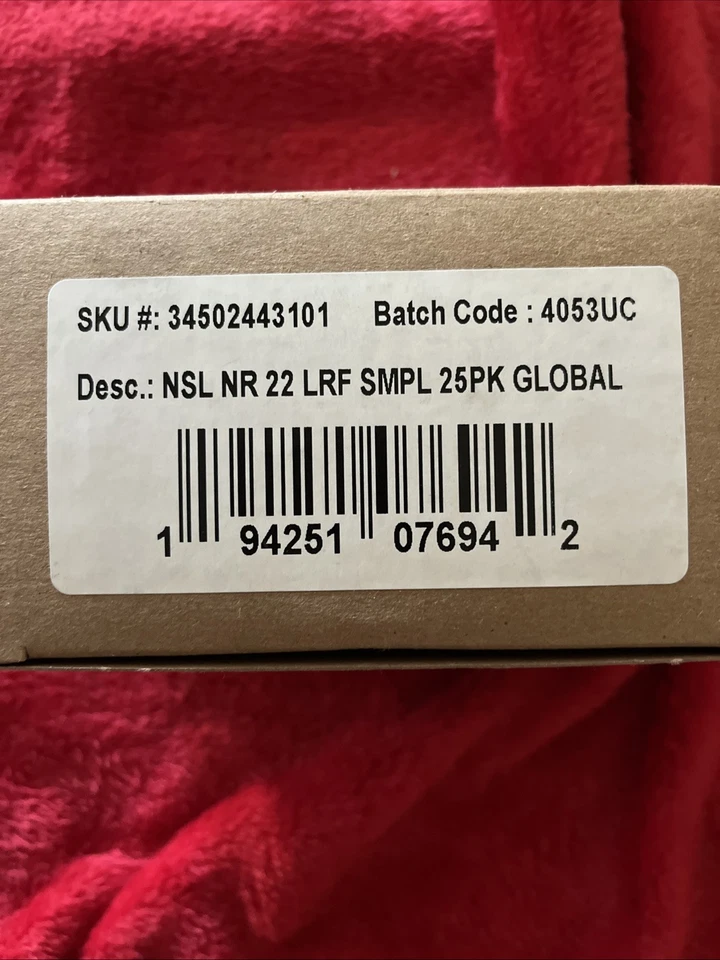 SKU #: 34502443101 Batch Code : 4053UC
Desc.: NSL NR 22 LRF SMPL 25PK GLOBAL
1 94251 07694 2